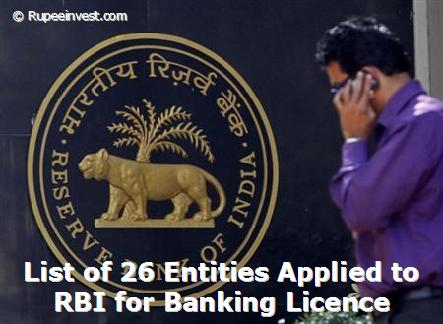 © Rupeeinvest.com
भारतीय रिज़र्व बैंक
RESERVE BANK OF INDIA
List of 26 Entities Applied to
RBI for Banking Licence